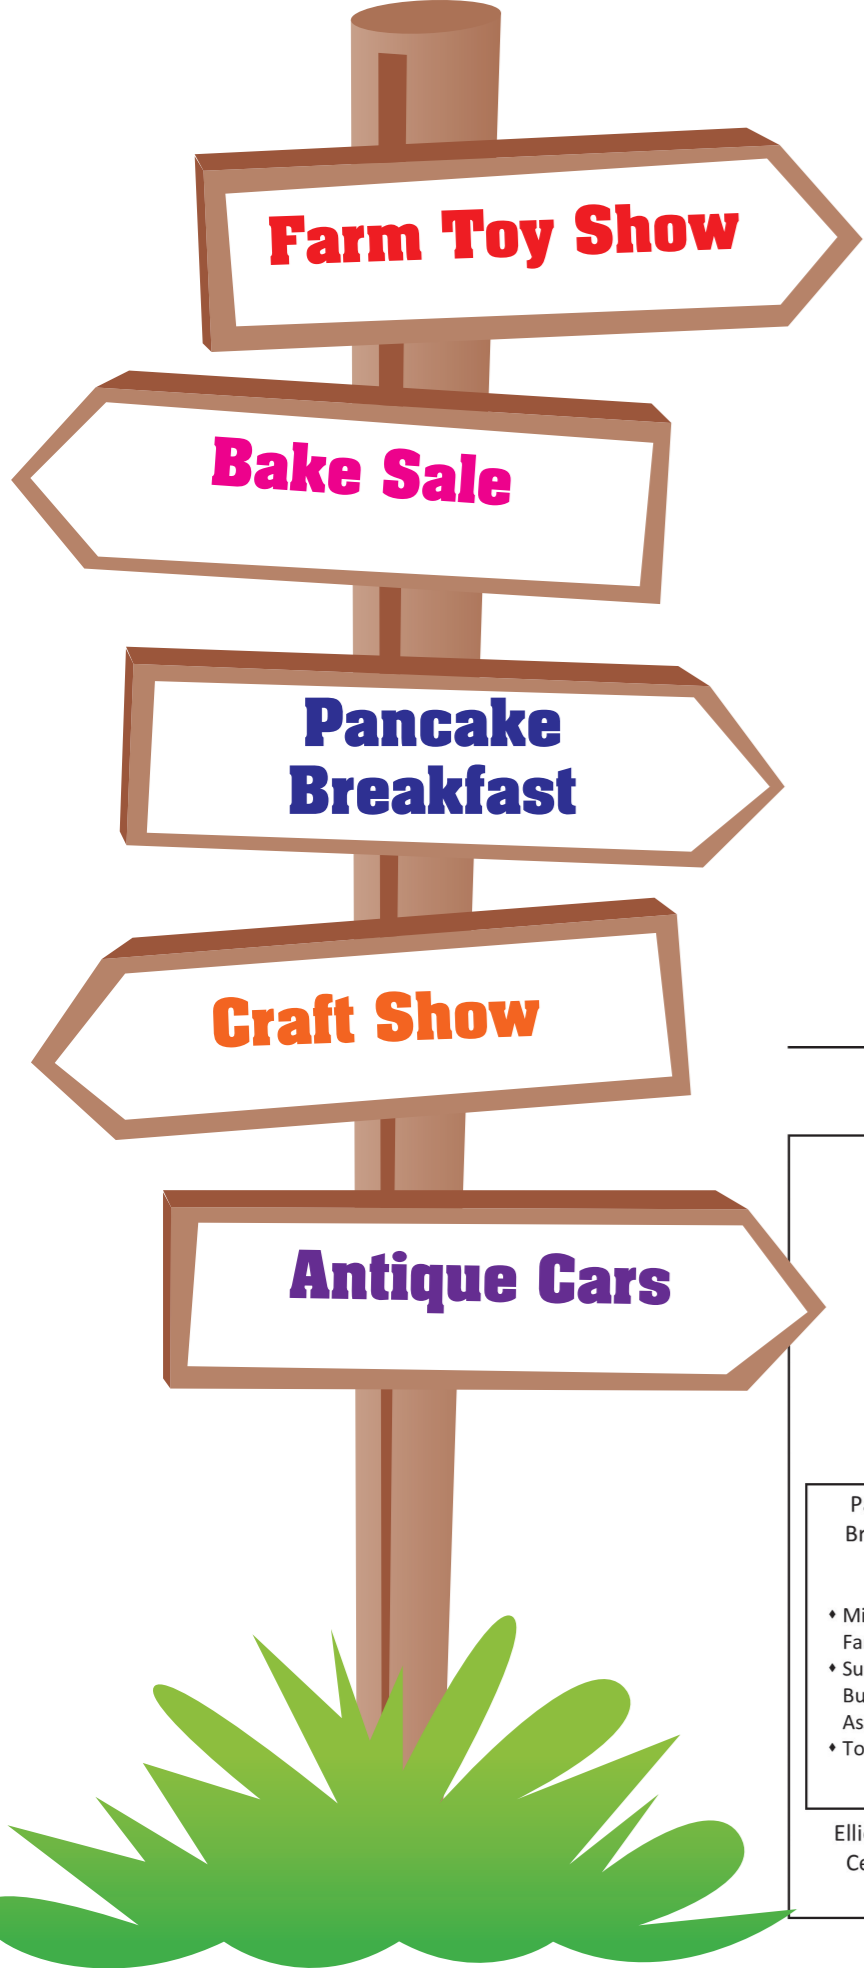 Farm Toy Show
Bake Sale
Pancake
Breakfast
Craft Show
Antique Cars